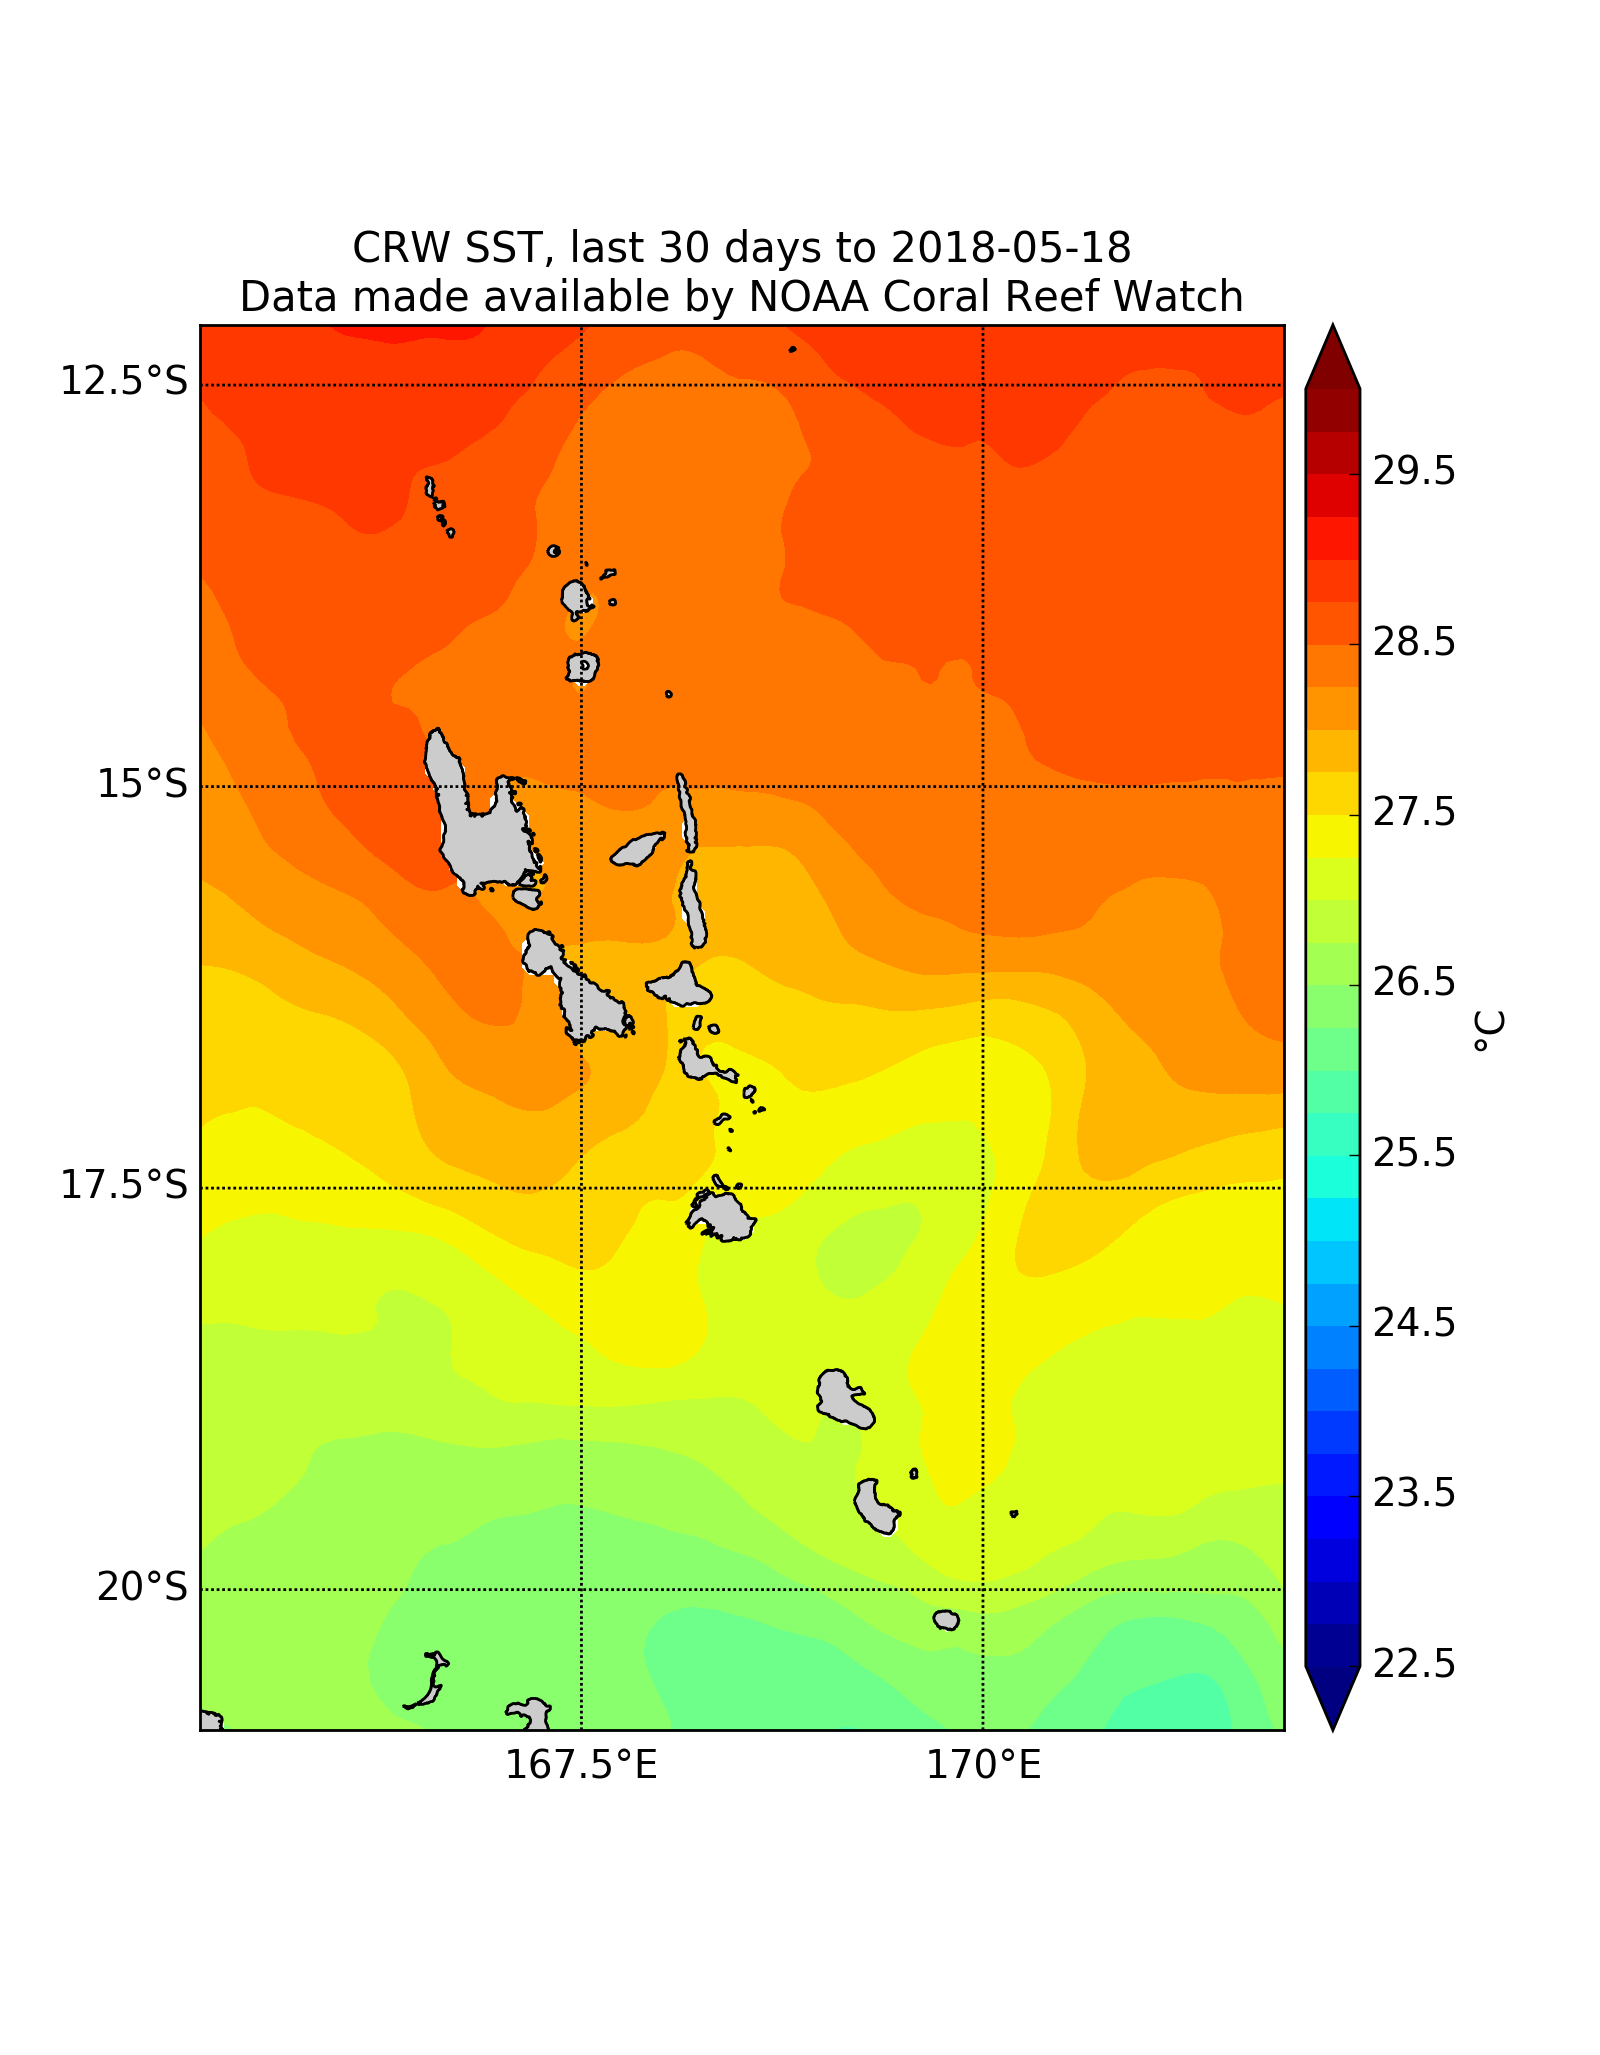 CRW SST, last 30 days to 2018-05-18
Data made available by NOAA Coral Reef Watch
12.5°S
15°S
17.5°S
20°S
167.5°E
170°E
29.5
28.5
27.5
26.5
25.5
24.5
23.5
22.5
°C